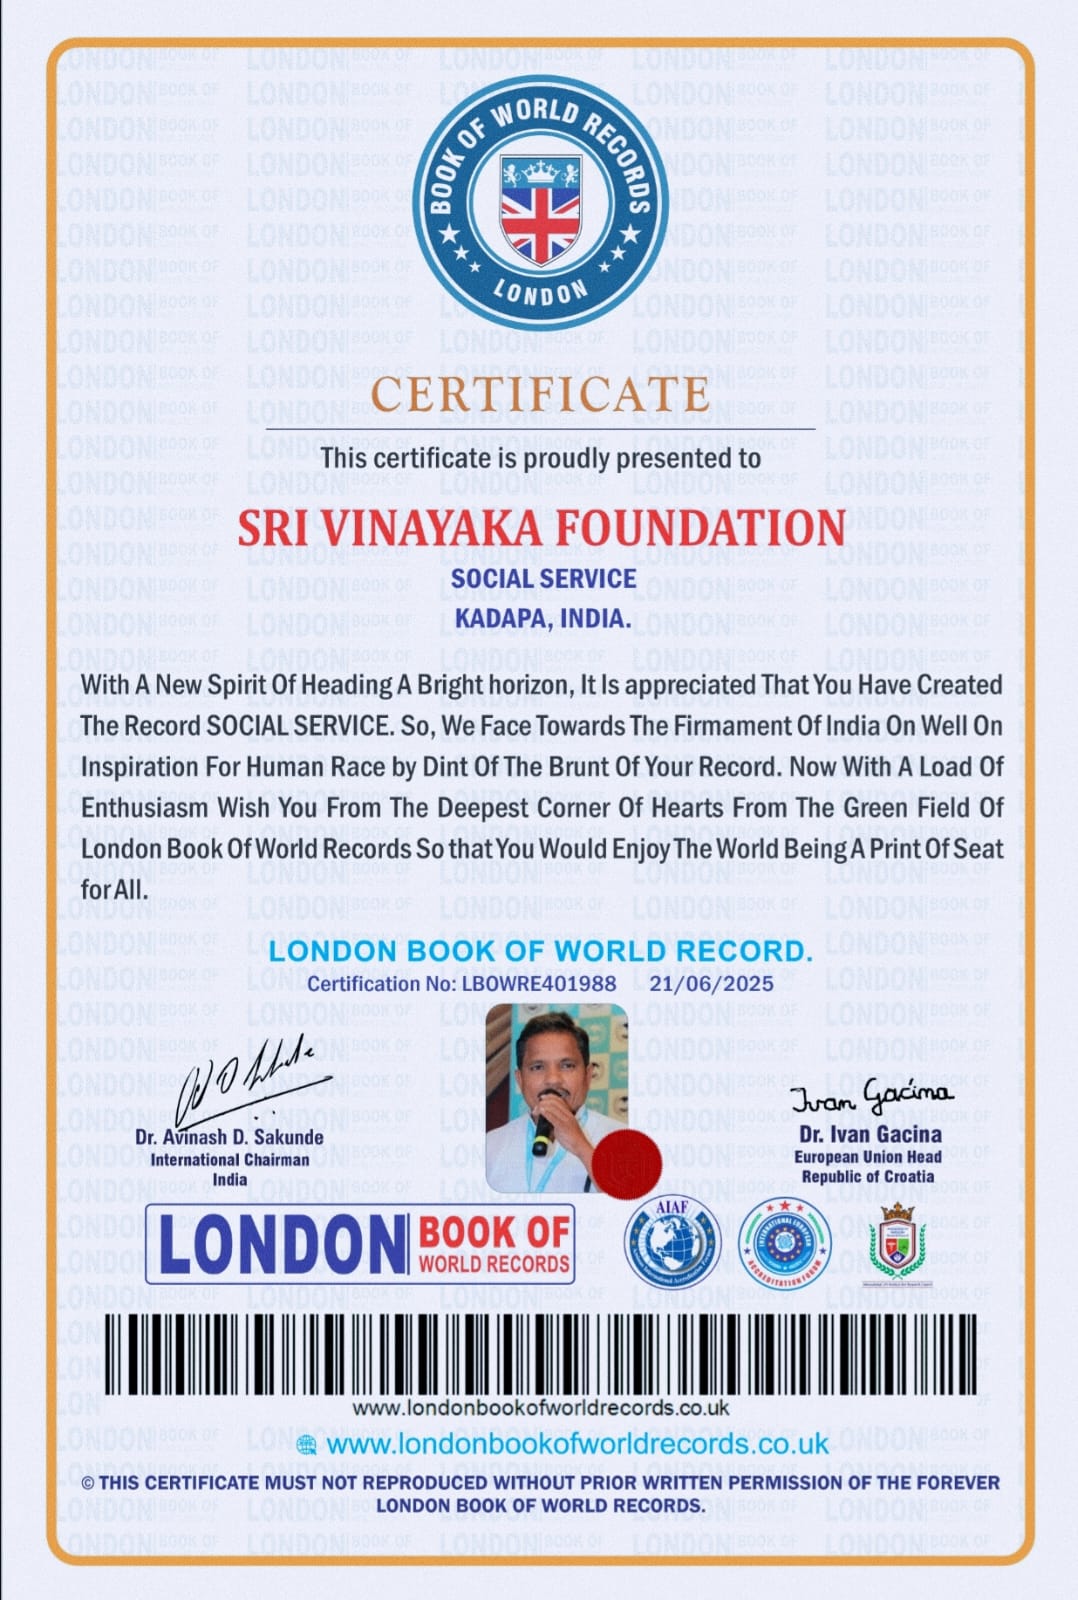 BOOK OF WORLD RECORDS
LONDON
CERTIFICATE
This certificate is proudly presented to
SRI VINAYAKA FOUNDATION
SOCIAL SERVICE
KADAPA, INDIA.
With A New Spirit Of Heading A Bright horizon, It Is appreciated That You Have Created
The Record SOCIAL SERVICE. So, We Face Towards The Firmament Of India On Well On
Inspiration For Human Race by Dint Of The Brunt Of Your Record. Now With A Load Of
Enthusiasm Wish You From The Deepest Corner Of Hearts From The Green Field Of
London Book Of World Records So that You Would Enjoy The World Being A Print Of Seat
for All.
LONDON BOOK OF WORLD RECORD.
Certification No: LBOWRE401988 21/06/2025
Ivan Gacina
Dr. Avinash D. Sakunde
International Chairman
India
Dr. Ivan Gacina
European Union Head
Republic of Croatia
LONDON BOOK OF
WORLD RECORDS
AIAF
INTERNATIONAL EUROPEAN
ACCREDITATION FORUM
www.londonbookofworldrecords.co.uk
www.londonbookofworldrecords.co.uk
© THIS CERTIFICATE MUST NOT REPRODUCED WITHOUT PRIOR WRITTEN PERMISSION OF THE FOREVER
LONDON BOOK OF WORLD RECORDS.